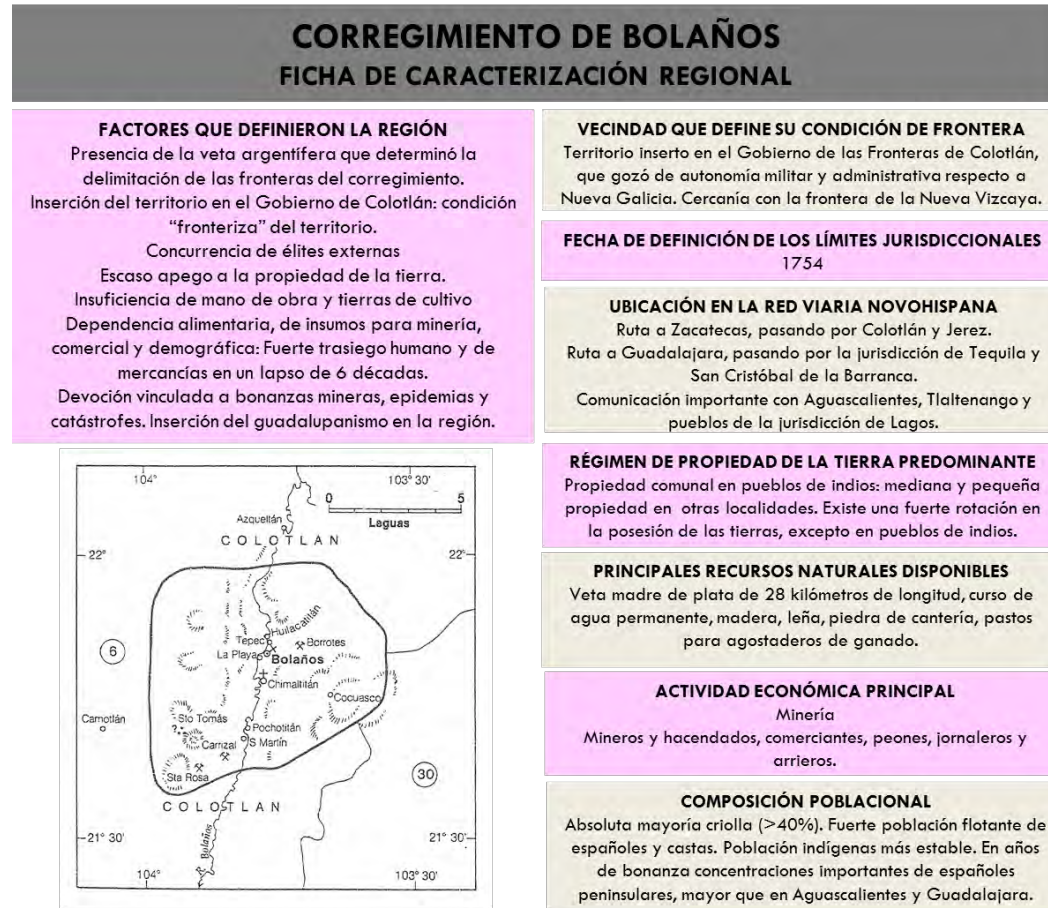 CORREGIMIENTO DE BOLAÑOS
FICHA DE CARACTERIZACIÓN REGIONAL
FACTORES QUE DEFINIERON LA REGIÓN
Presencia de la veta argentífera que determinó la
delimitación de las fronteras del corregimiento.
Inserción del territorio en el Gobierno de Colotlán: condición
“fronteriza” del territorio.
Concurrencia de élites externas
Escaso apego a la propiedad de la tierra.
Insuficiencia de mano de obra y tierras de cultivo
Dependencia alimentaria, de insumos para minería,
comercial y demográfica: Fuerte trasiego humano y de
mercancías en un lapso de 6 décadas.
Devoción vinculada a bonanzas mineras, epidemias y
catástrofes. Inserción del guadalupanismo en la región.
104°
103° 30'
0
5
Leguas
Azqueltán
COLOTLAN
22°
22°
Huilacatitán
Tepec
Borrotes
La Playa
Bolaños
6
Chimaltitán
Cocuasco
Camotlán
Sto Tomás
?
Pochotitán
Carrizal
S Martín
Sta Rosa
30
COLOTLAN
21° 30'
21° 30'
Bolaños
R
104°
103° 30'
VECINDAD QUE DEFINE SU CONDICIÓN DE FRONTERA
Territorio inserto en el Gobierno de las Fronteras de Colotlán,
que gozó de autonomía militar y administrativa respecto a
Nueva Galicia. Cercanía con la frontera de la Nueva Vizcaya.
FECHA DE DEFINICIÓN DE LOS LÍMITES JURISDICCIONALES
1754
UBICACIÓN EN LA RED VIARIA NOVOHISPANA
Ruta a Zacatecas, pasando por Colotlán y Jerez.
Ruta a Guadalajara, pasando por la jurisdicción de Tequila y
San Cristóbal de la Barranca.
Comunicación importante con Aguascalientes, Tlaltenango y
pueblos de la jurisdicción de Lagos.
RÉGIMEN DE PROPIEDAD DE LA TIERRA PREDOMINANTE
Propiedad comunal en pueblos de indios: mediana y pequeña
propiedad en otras localidades. Existe una fuerte rotación en
la posesión de las tierras, excepto en pueblos de indios.
PRINCIPALES RECURSOS NATURALES DISPONIBLES
Veta madre de plata de 28 kilómetros de longitud, curso de
agua permanente, madera, leña, piedra de cantería, pastos
para agostaderos de ganado.
ACTIVIDAD ECONÓMICA PRINCIPAL
Minería
Mineros y hacendados, comerciantes, peones, jornaleros y
arrieros.
COMPOSICIÓN POBLACIONAL
Absoluta mayoría criolla (>40%). Fuerte población flotante de
españoles y castas. Población indígenas más estable. En años
de bonanza concentraciones importantes de españoles
peninsulares, mayor que en Aguascalientes y Guadalajara.